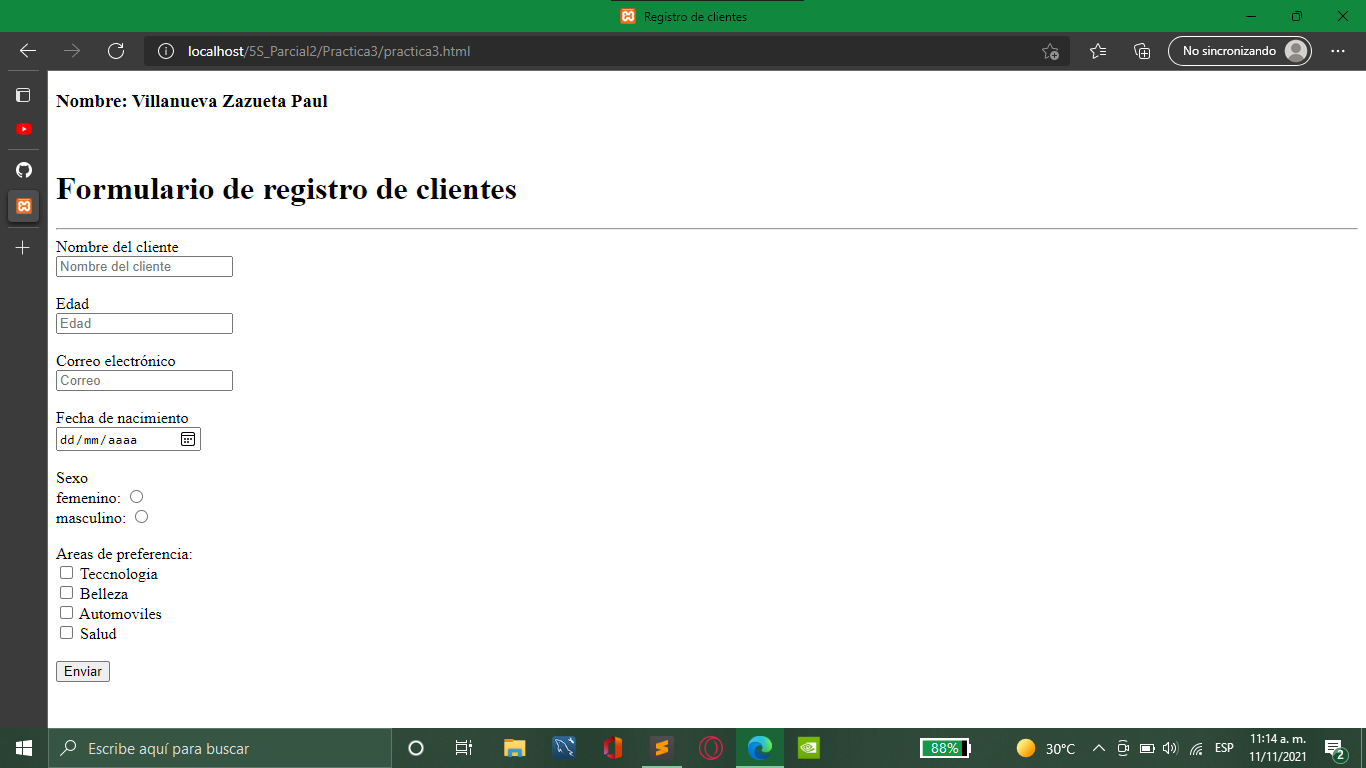 Registro de clientes
localhost/5S_Parcial2/Practica3/practica3.html
No sincronizando
Nombre: Villanueva Zazueta Paul
Formulario de registro de clientes
Nombre del cliente
Nombre del cliente
Edad
Edad
Correo electrónico
Correo
Fecha de nacimiento
dd/mm/aaaa
Sexo
femenino:
masculino:
Areas de preferencia:
Teccnologia
Belleza
Automoviles
Salud
Enviar
Escribe aquí para buscar
88%
30°C
ESP
11:14 a. m.
11/11/2021
2